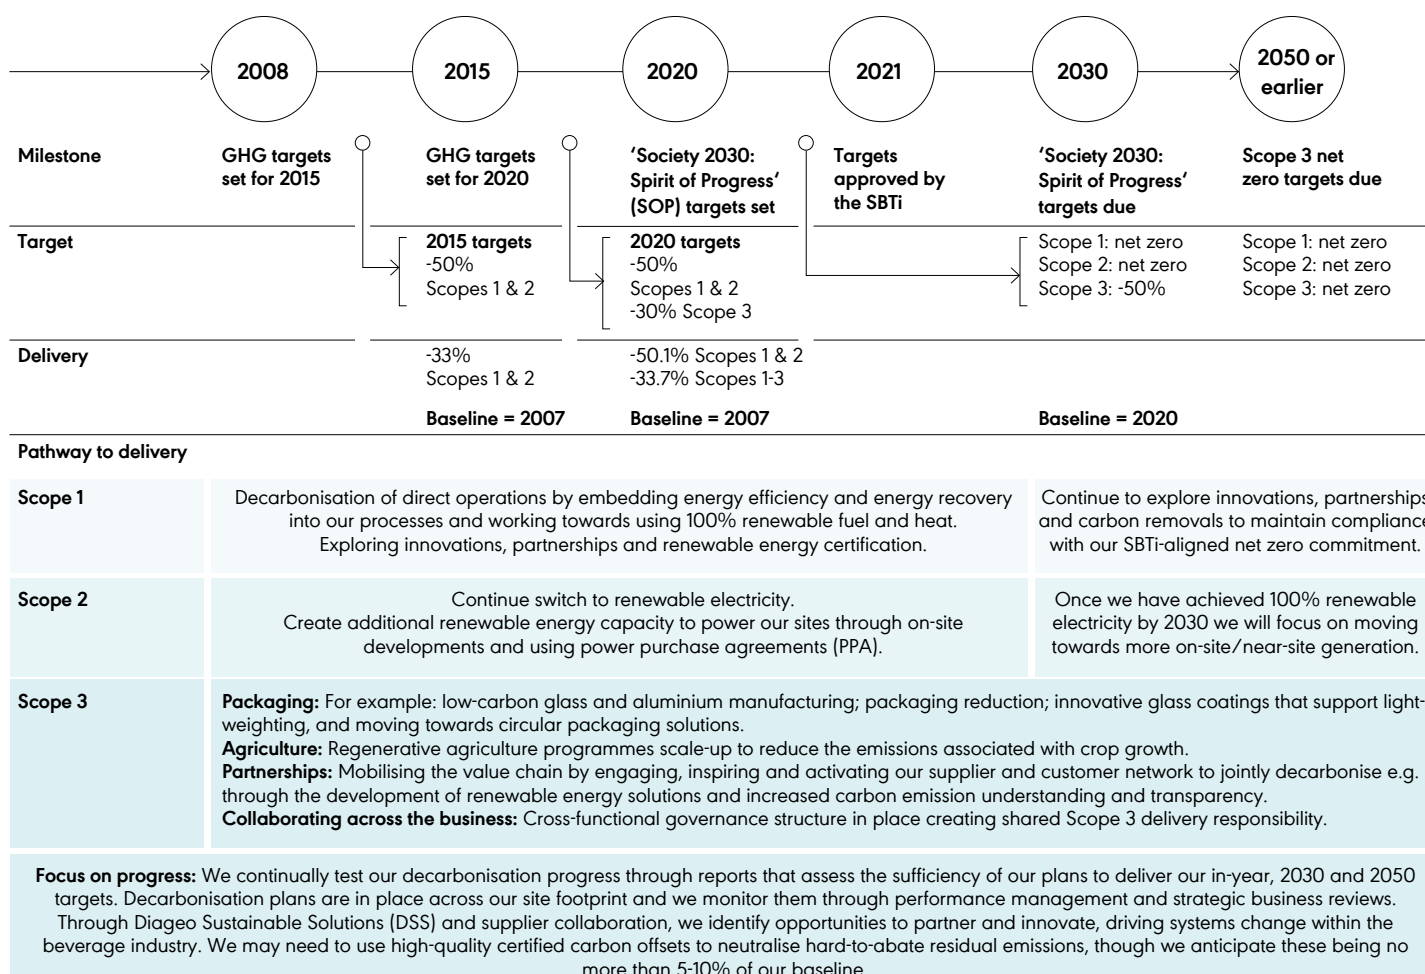 2008
2015
2020
2021
2030
2050 or
earlier
Milestone
GHG targets
set for 2015
GHG targets
set for 2020
‘Society 2030:
Spirit of Progress‘
(SOP) targets set
Targets
approved by
the SBTi
‘Society 2030:
Spirit of Progress‘
targets due
Scope 3 net
zero targets due
Target
2015 targets
-50%
Scopes 1 & 2
2020 targets
-50%
Scopes 1 & 2
-30% Scope 3
Scope 1: net zero
Scope 2: net zero
Scope 3: -50%
Scope 1: net zero
Scope 2: net zero
Scope 3: net zero
Delivery
-33%
Scopes 1 & 2
-50.1% Scopes 1 & 2
-33.7% Scopes 1-3
Baseline = 2007
Baseline = 2007
Baseline = 2020
Pathway to delivery
Scope 1
Decarbonisation of direct operations by embedding energy efficiency and energy recovery
into our processes and working towards using 100% renewable fuel and heat.
Exploring innovations, partnerships and renewable energy certification.
Continue to explore innovations, partnerships
and carbon removals to maintain compliance
with our SBTi-aligned net zero commitment.
Scope 2
Continue switch to renewable electricity.
Create additional renewable energy capacity to power our sites through on-site
developments and using power purchase agreements (PPA).
Once we have achieved 100% renewable
electricity by 2030 we will focus on moving
towards more on-site/near-site generation.
Scope 3
Packaging: For example: low-carbon glass and aluminium manufacturing; packaging reduction; innovative glass coatings that support light-
weighting, and moving towards circular packaging solutions.
Agriculture: Regenerative agriculture programmes scale-up to reduce the emissions associated with crop growth.
Partnerships: Mobilising the value chain by engaging, inspiring and activating our supplier and customer network to jointly decarbonise e.g.
through the development of renewable energy solutions and increased carbon emission understanding and transparency.
Collaborating across the business: Cross-functional governance structure in place creating shared Scope 3 delivery responsibility.
Focus on progress: We continually test our decarbonisation progress through reports that assess the sufficiency of our plans to deliver our in-year, 2030 and 2050
targets. Decarbonisation plans are in place across our site footprint and we monitor them through performance management and strategic business reviews.
Through Diageo Sustainable Solutions (DSS) and supplier collaboration, we identify opportunities to partner and innovate, driving systems change within the
beverage industry. We may need to use high-quality certified carbon offsets to neutralise hard-to-abate residual emissions, though we anticipate these being no
more than 5-10% of our baseline